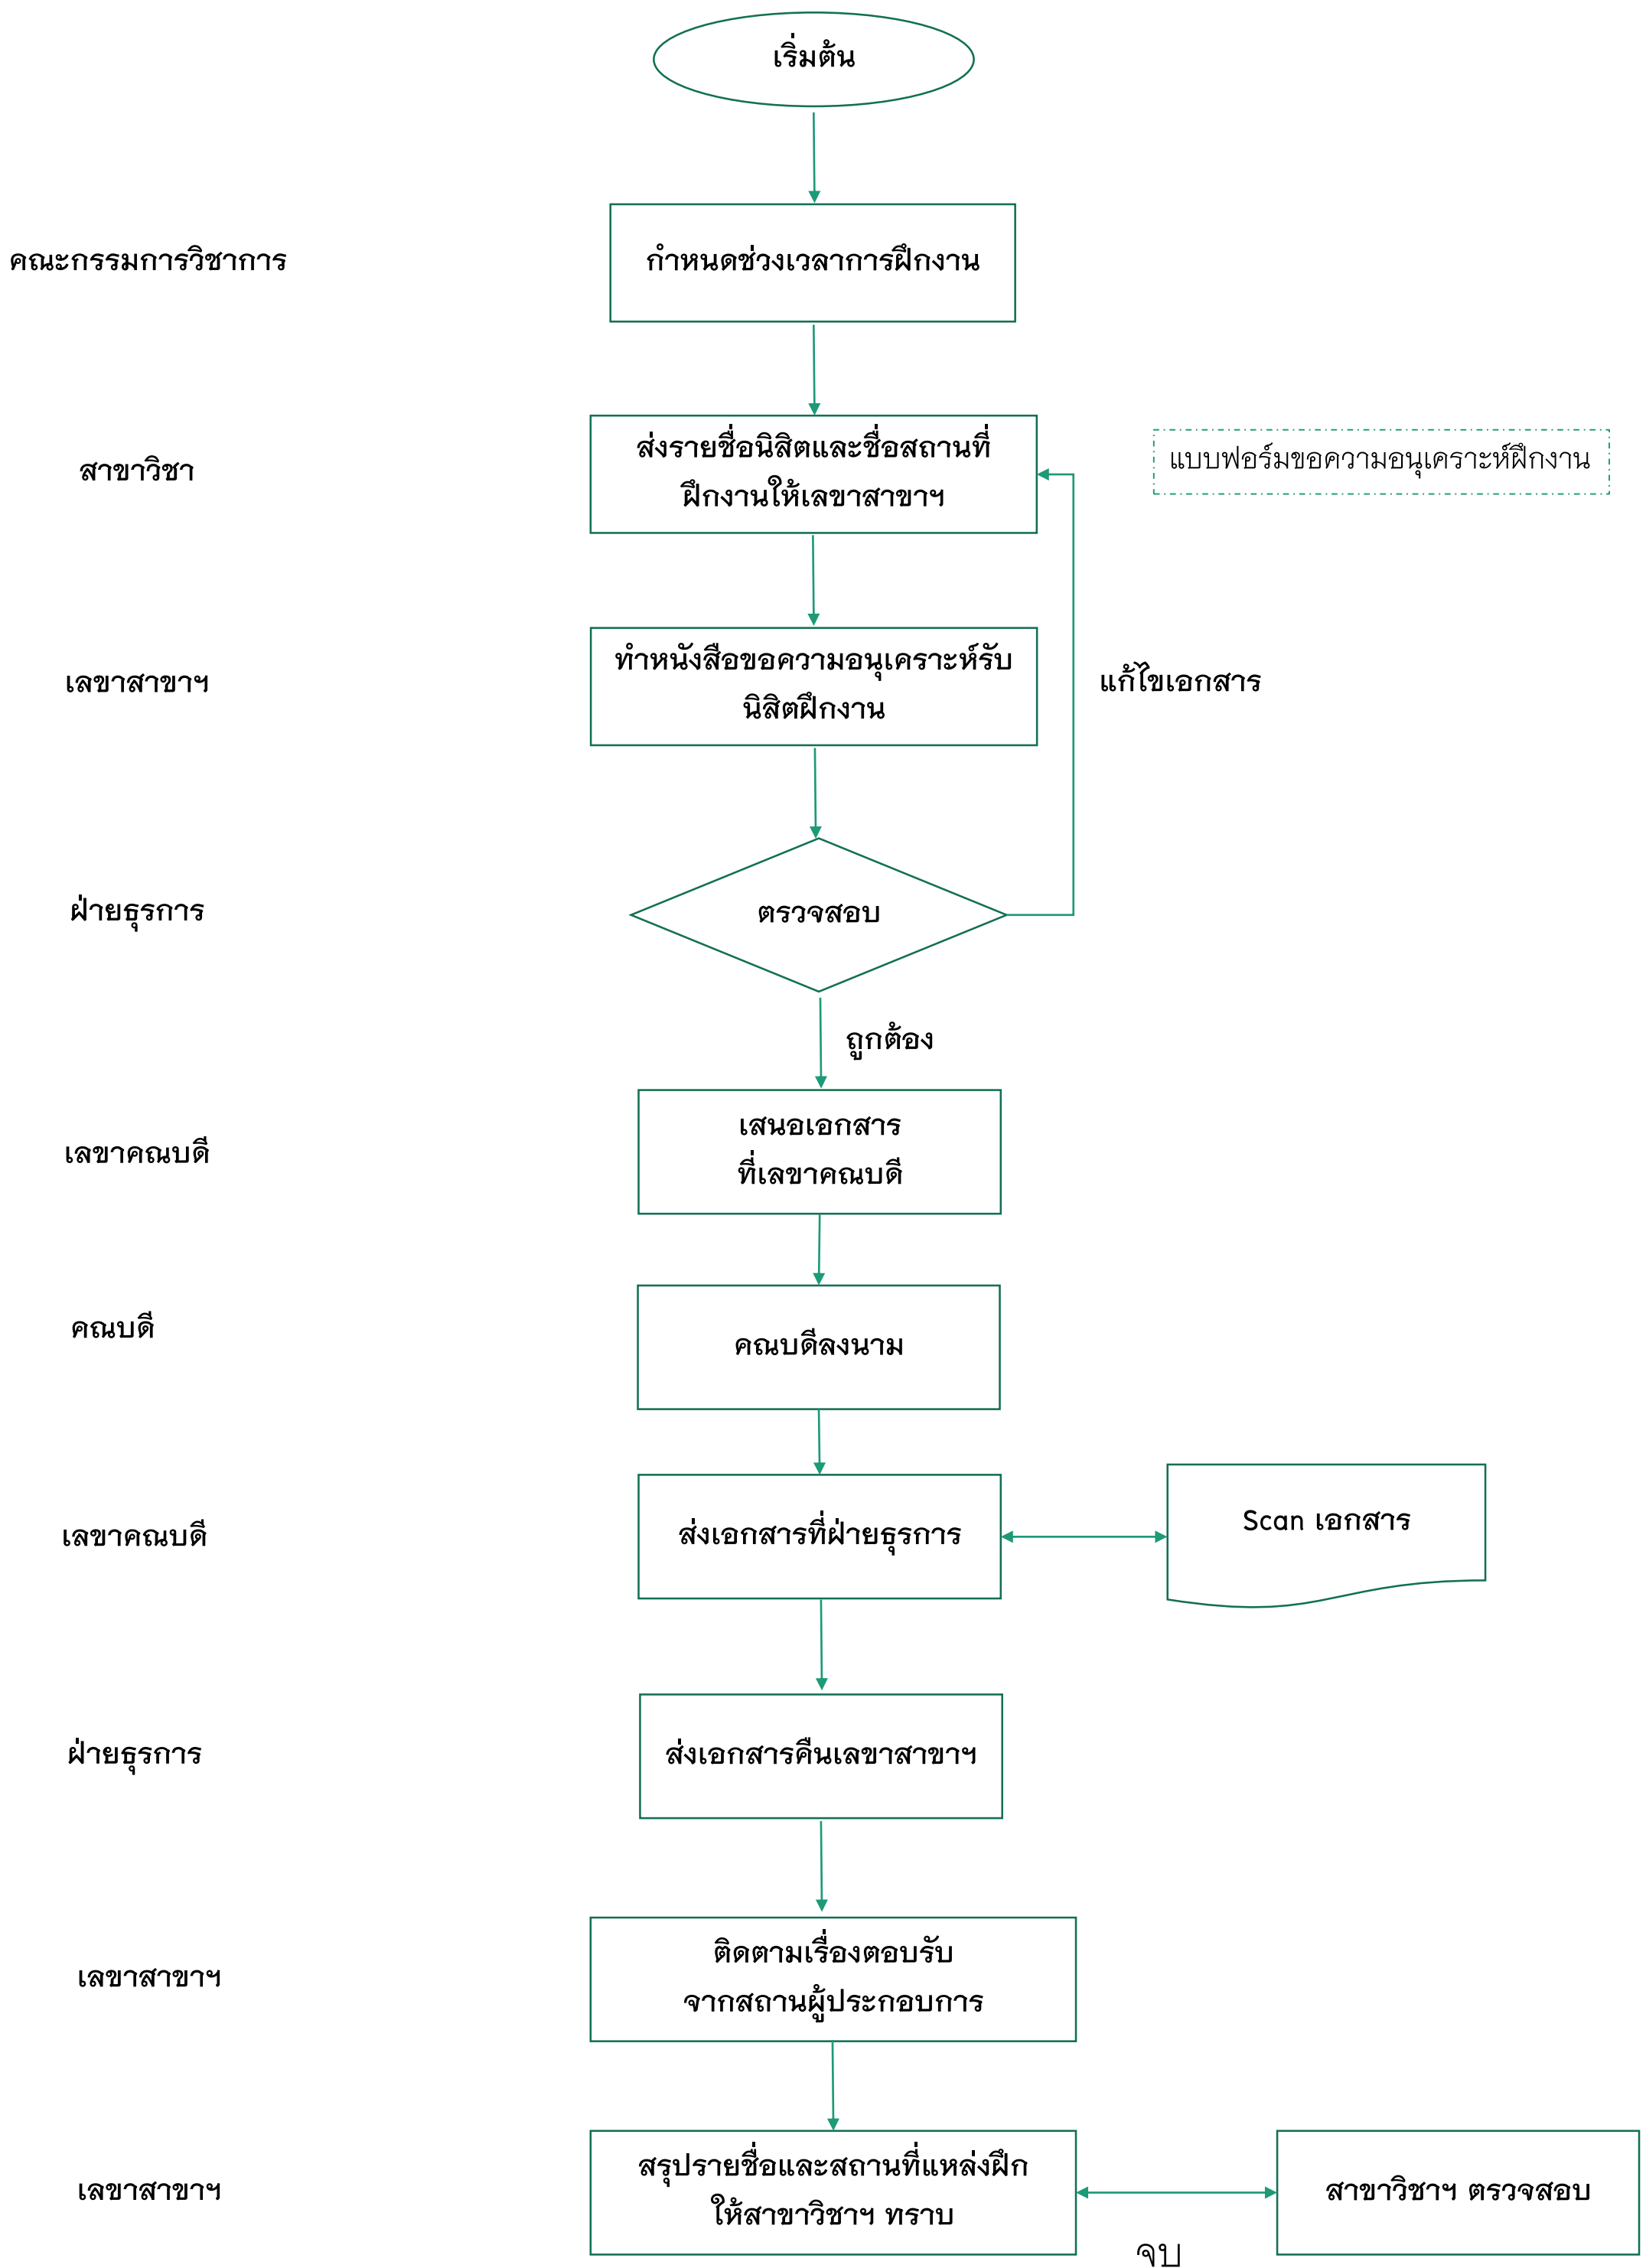 เริ่มต้น
คณะกรรมการวิชาการ
กำหนดช่วงเวลาการฝึกงาน
สาขาวิชา
ส่งรายชื่อนิสิตและชื่อสถานที่
ฝึกงานให้เลขาสาขาฯ
แบบฟอร์มขอความอนุเคราะห์ฝึกงาน
เลขาสาขาฯ
ทำหนังสือขอความอนุเคราะห์รับ
นิสิตฝึกงาน
แก้ไขเอกสาร
ฝ่ายธุรการ
ตรวจสอบ
ถูกต้อง
เลขาคณบดี
เสนอเอกสาร
ที่เลขาคณบดี
คณบดี
คณบดีลงนาม
เลขาคณบดี
ส่งเอกสารที่ฝ่ายธุรการ
Scan เอกสาร
ฝ่ายธุรการ
ส่งเอกสารคืนเลขาสาขาฯ
เลขาสาขาฯ
ติดตามเรื่องตอบรับ
จากสถานผู้ประกอบการ
เลขาสาขาฯ
สรุปรายชื่อและสถานที่แหล่งฝึก
ให้สาขาวิชาฯ ทราบ
สาขาวิชาฯ ตรวจสอบ
จบ